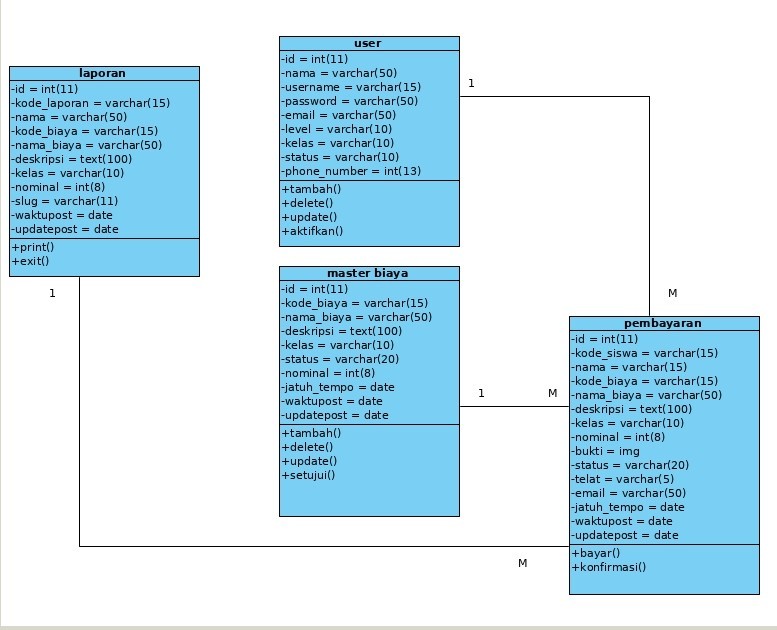 laporan
-id = int(11)
-kode_laporan = varchar(15)
-nama = varchar(50)
-kode_biaya = varchar(15)
-nama_biaya = varchar(50)
-deskripsi = text(100)
-kelas = varchar(10)
-nominal = int(8)
-slug = varchar(11)
-waktupost = date
-updatepost = date
+print()
+exit()
user
-id = int(11)
-nama = varchar(50)
-username = varchar(15)
-password = varchar(50)
-email = varchar(50)
-level = varchar(10)
-kelas = varchar(10)
-status = varchar(10)
-phone_number = int(13)
+tambah()
+delete()
+update()
+aktifkan()
1
M
master biaya
-id = int(11)
-kode_biaya = varchar(15)
-nama_biaya = varchar(50)
-deskripsi = text(100)
-kelas = varchar(10)
-status = varchar(20)
-nominal = int(8)
-jatuh_tempo = date
-waktupost = date
-updatepost = date
+tambah()
+delete()
+update()
+setujui()
1
M
pembayaran
-id = int(11)
-kode_siswa = varchar(15)
-nama = varchar(15)
-kode_biaya = varchar(15)
-nama_biaya = varchar(50)
-deskripsi = text(100)
-kelas = varchar(10)
-nominal = int(8)
-bukti = img
-status = varchar(20)
-telat = varchar(5)
-email = varchar(50)
-jatuh_tempo = date
-waktupost = date
-updatepost = date
+bayar()
+konfirmasi()
1
M